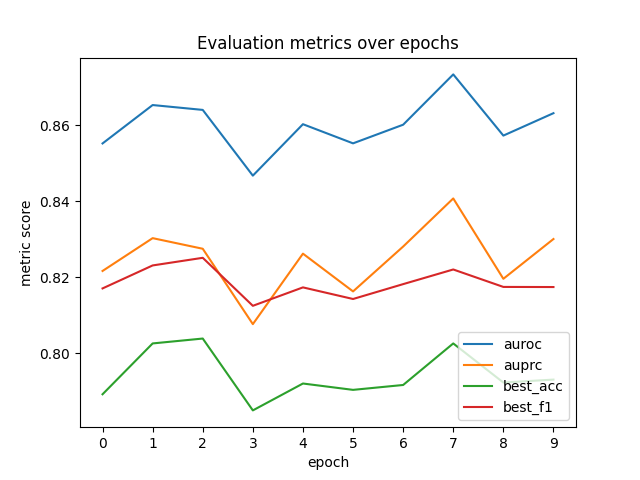 Evaluation metrics over epochs
metric score
0.86
0.84
0.82
0.80
auroc
auprc
best_acc
best_f1
0 1 2 3 4 5 6 7 8 9
epoch